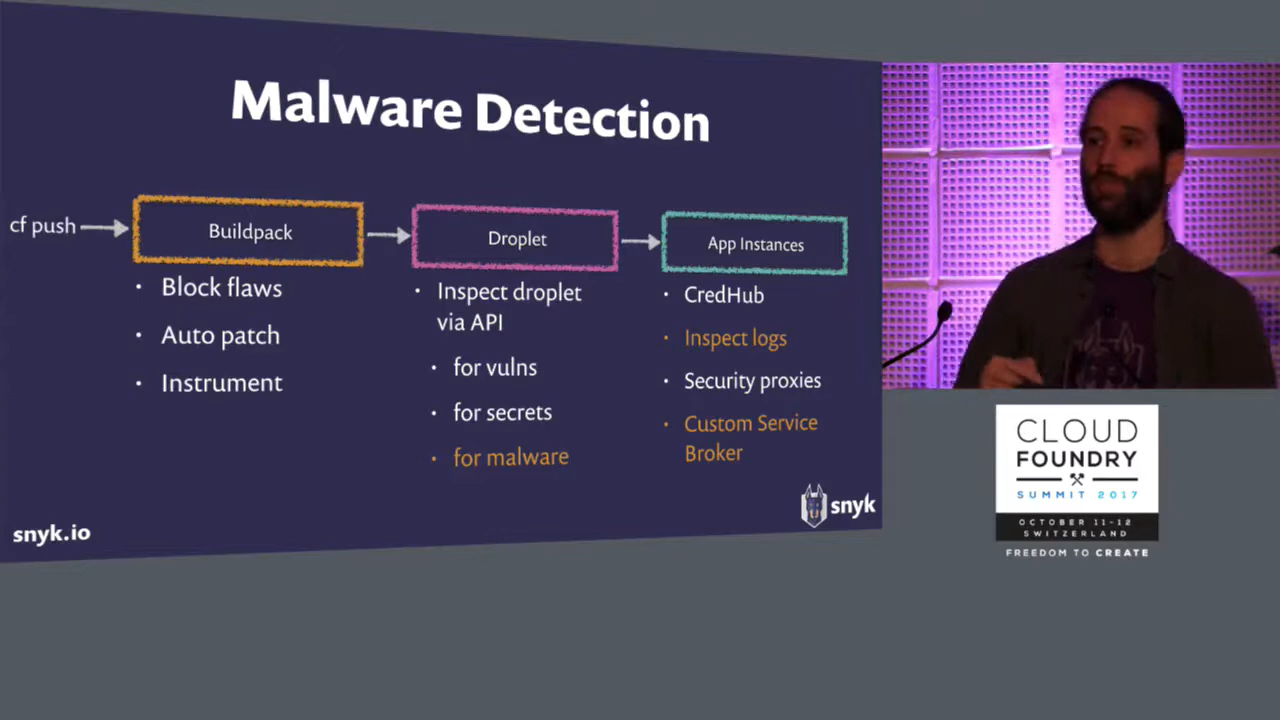 Malware Detection
cf push
Buildpack
Droplet
App Instances
• Block flaws
• Auto patch
• Instrument
• Inspect droplet
via API
• for vulns
• for secrets
• for malware
• CredHub
• Inspect logs
• Security proxies
• Custom Service
Broker
snyk.io
snyk
CLOUD
FOUNDRY
SUMMIT 2017
OCTOBER 11-12
SWITZERLAND
FREEDOM TO CREATE